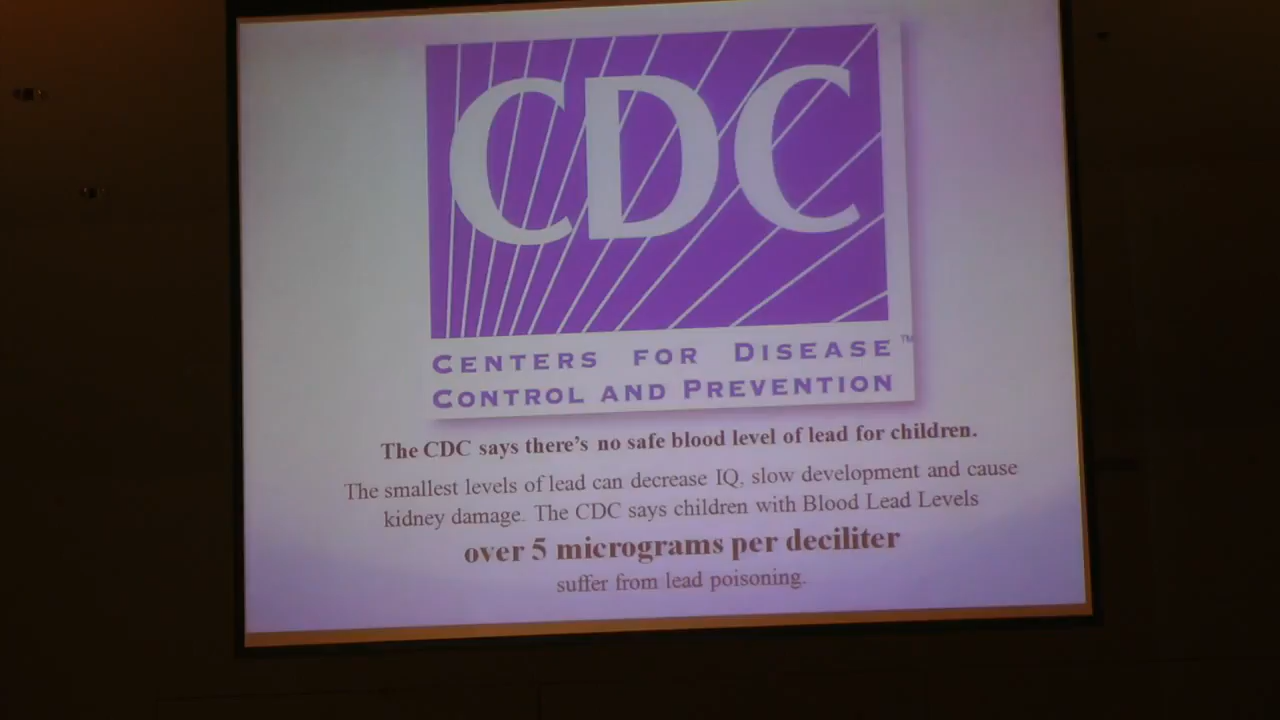 CDC
CENTERS FOR DISEASE™
CONTROL AND PREVENTION
The CDC says there's no safe blood level of lead for children.
The smallest levels of lead can decrease IQ, slow development and cause
kidney damage. The CDC says children with Blood Lead Levels
over 5 micrograms per deciliter
suffer from lead poisoning.